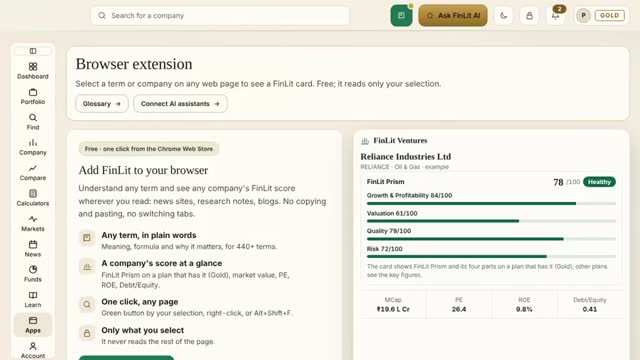 Search for a company
Ask FinLit AI
2
P
GOLD
Dashboard
Portfolio
Find
Company
Compare
Calculators
Markets
News
Funds
Learn
Apps
Account
Browser extension
Select a term or company on any web page to see a FinLit card. Free; it reads only your selection.
Glossary →
Connect AI assistants →
Free · one click from the Chrome Web Store
Add FinLit to your browser
Understand any term and see any company's FinLit score
wherever you read: news sites, research notes, blogs. No copying
and pasting, no switching tabs.
Any term, in plain words
Meaning, formula and why it matters, for 440+ terms.
A company's score at a glance
FinLit Prism on a plan that has it (Gold), market value, PE,
ROE, Debt/Equity.
One click, any page
Green button by your selection, right-click, or Alt+Shift+F.
Only what you select
It never reads the rest of the page.
FinLit Ventures
Reliance Industries Ltd
RELIANCE · Oil & Gas · example
FinLit Prism
78 /100 Healthy
Growth & Profitability 84/100
Valuation 61/100
Quality 79/100
Risk 72/100
The card shows FinLit Prism and its four parts on a plan that has it (Gold); other plans
see the key figures.
MCap
₹19.6 L Cr
PE
26.4
ROE
9.8%
Debt/Equity
0.41